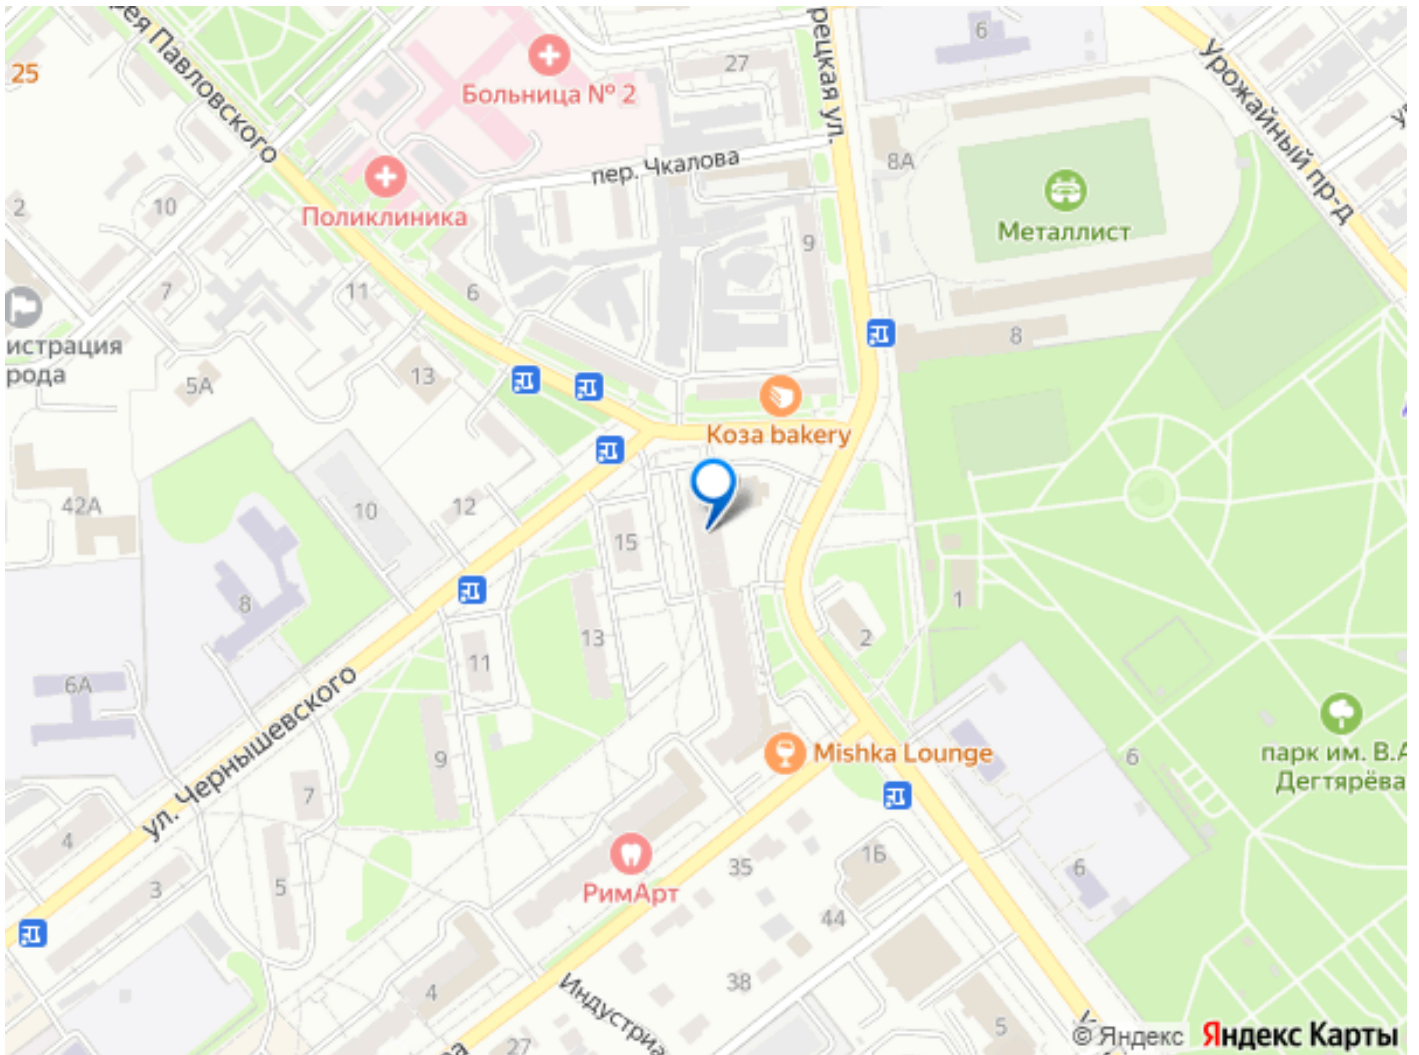 ея Павловского
рецкая ул.
6
Урожайный пр-д
25
27
Больница № 2
пер. Чкалова
8А
Металлист
2
10
Поликлиника
9
7
11
6
истрация
рода
8
5А
13
Коза bakery
42А
10
12
15
8
1
2
13
11
6А
ул. Чернышевского
9
Mishka Lounge
6
парк им. В.А
Дегтярёва
7
4
3
5
РимАрт
35
16
6
44
4
38
Индустриа
27
5
© Яндекс Яндекс Карты